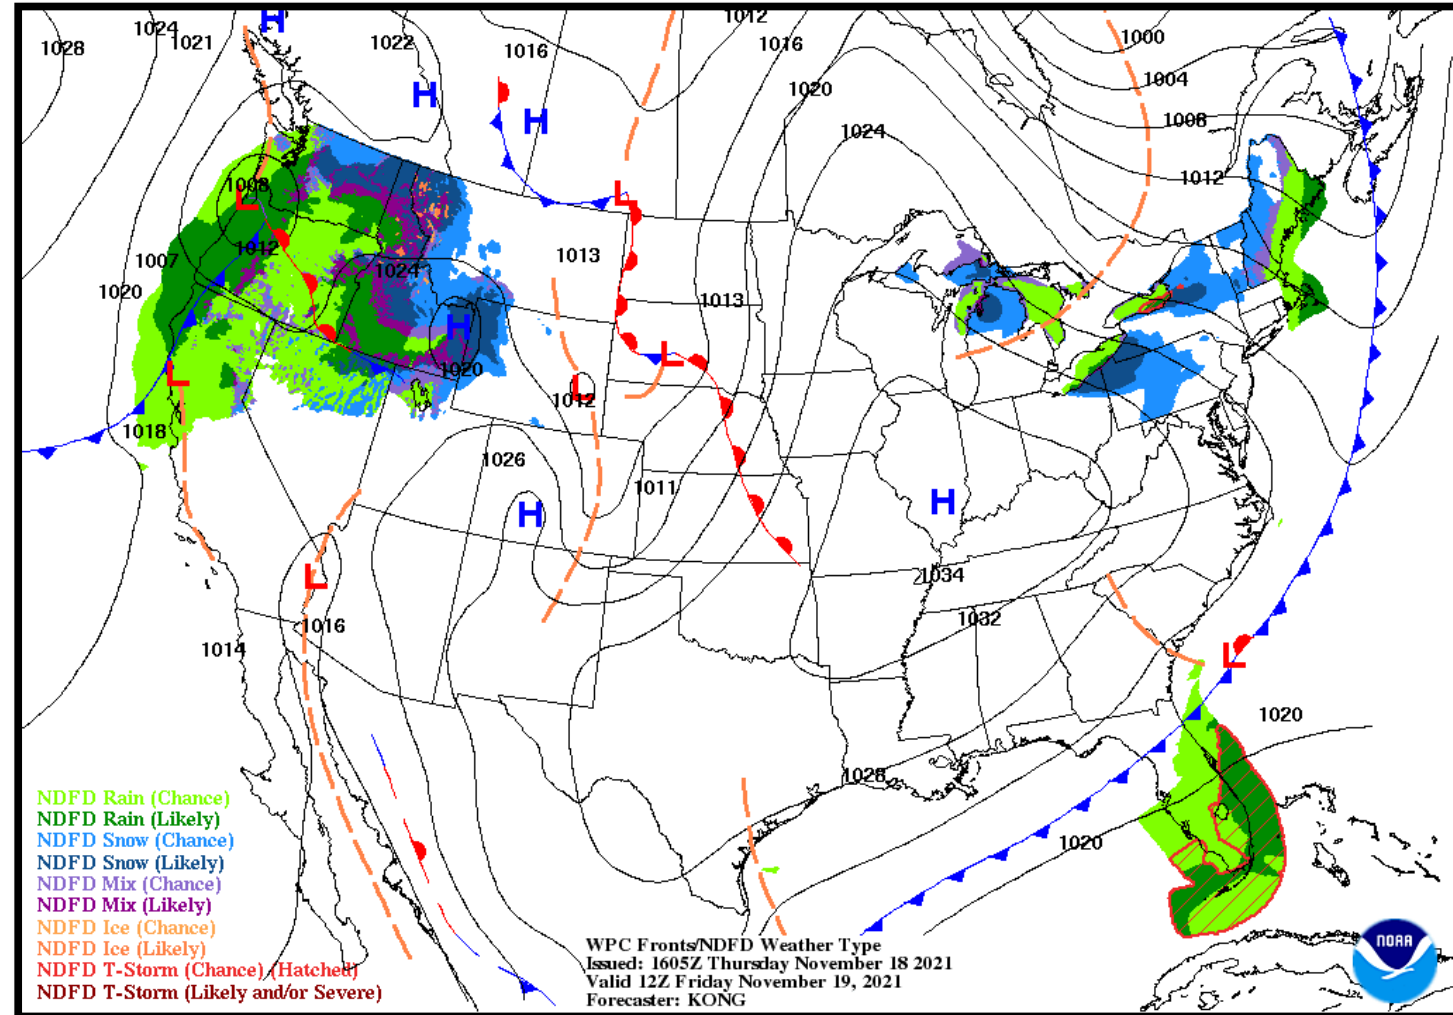 H
1012
1024
1028
1021
1022
1016
1016
1000
1004
H
1020
H
1008
1024
1008
L
1012
L
L
1012
1013
1007
1024
1020
1013
H
L
1020
L
L
1012
1018
1026
1011
H
H
L
1034
1016
1032
1014
L
1020
1028
1020
NDFD Rain (Chance)
NDFD Rain (Likely)
NDFD Snow (Chance)
NDFD Snow (Likely)
NDFD Mix (Chance)
NDFD Mix (Likely)
NDFD Ice (Chance)
NDFD Ice (Likely)
NDFD T-Storm (Chance) (Hatched)
NDFD T-Storm (Likely and/or Severe)
WPC Fronts/NDFD Weather Type
Issued: 1605Z Thursday November 18 2021
Valid 12Z Friday November 19, 2021
Forecaster: KONG
NOAA